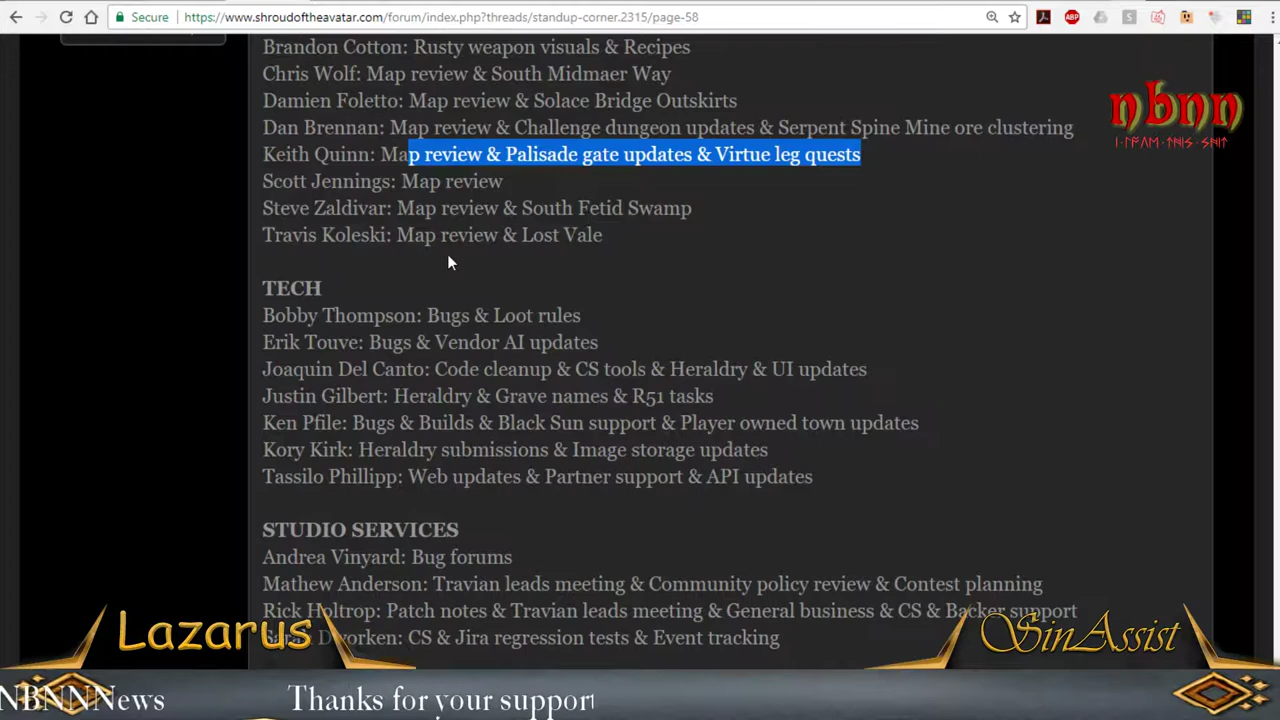 Secure | https://www.shroudoftheavatar.com/forum/index.php?threads/standup-corner.2315/page-58
Brandon Cotton: Rusty weapon visuals & Recipes
Chris Wolf: Map review & South Midmaer Way
Damien Foletto: Map review & Solace Bridge Outskirts
Dan Brennan: Map review & Challenge dungeon updates & Serpent Spine Mine ore clustering
Keith Quinn: Map review & Palisade gate updates & Virtue leg quests
Scott Jennings: Map review
Steve Zaldivar: Map review & South Fetid Swamp
Travis Koleski: Map review & Lost Vale
nbnn
TECH
Bobby Thompson: Bugs & Loot rules
Erik Touve: Bugs & Vendor AI updates
Joaquin Del Canto: Code cleanup & CS tools & Heraldry & UI updates
Justin Gilbert: Heraldry & Grave names & R51 tasks
Ken Pfile: Bugs & Builds & Black Sun support & Player owned town updates
Kory Kirk: Heraldry submissions & Image storage updates
Tassilo Phillipp: Web updates & Partner support & API updates
STUDIO SERVICES
Andrea Vinyard: Bug forums
Mathew Anderson: Travian leads meeting & Community policy review & Contest planning
Rick Holtrop: Patch notes & Travian leads meeting & General business & CS & Backer support
CS & Jira regression tests & Event tracking
Lazarus
SinAssist
NBNNNews
Thanks for your support